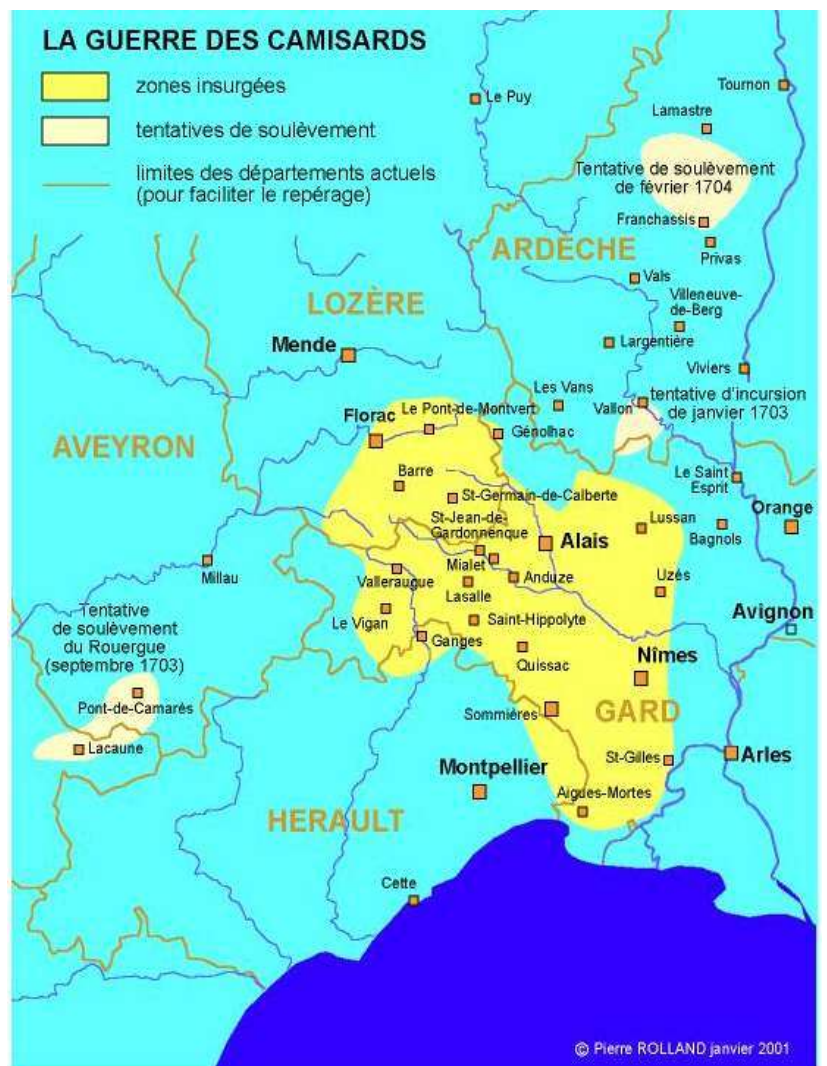 LA GUERRE DES CAMISARDS
zones insurgées
tentatives de soulèvement
limites des départements actuels
(pour faciliter le repérage)
Le Puy
Tournon
Lamastre
Tentative de soulèvement
de février 1704
Franchassis
Privas
ARDÈCHE
Vals
LOZÈRE
Villeneuve-
de-Berg
Mende
Largentière
Viviers
Les Vans
tentative d'incursion
de janvier 1703
Vallon
Florac
Le Pont-de-Montvert
Génolhac
AVEYRON
Barre
Le Saint
Esprit
St-Germain-de-Calberte
Orange
St-Jean-de-
Gardonnenque
Lussan
Bagnols
Alais
Millau
Mialet
Valleraugue
Anduze
Lasalle
Uzés
Tentative
de soulèvement
du Rouergue
(septembre 1703)
Le Vigan
Saint-Hippolyte
Avignon
Ganges
Quissac
Nîmes
Pont-de-Camarés
Sommières
GARD
Lacaune
St-Gilles
Arles
Montpellier
Aigues-Mortes
HERAULT
Cette
© Pierre ROLLAND janvier 2001